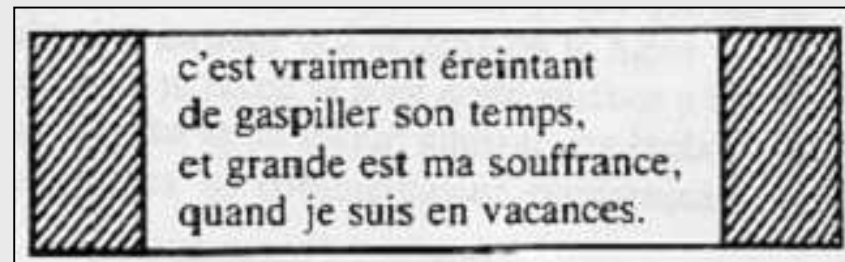 c'est vraiment éreintant
de gaspiller son temps,
et grande est ma souffrance,
quand je suis en vacances.